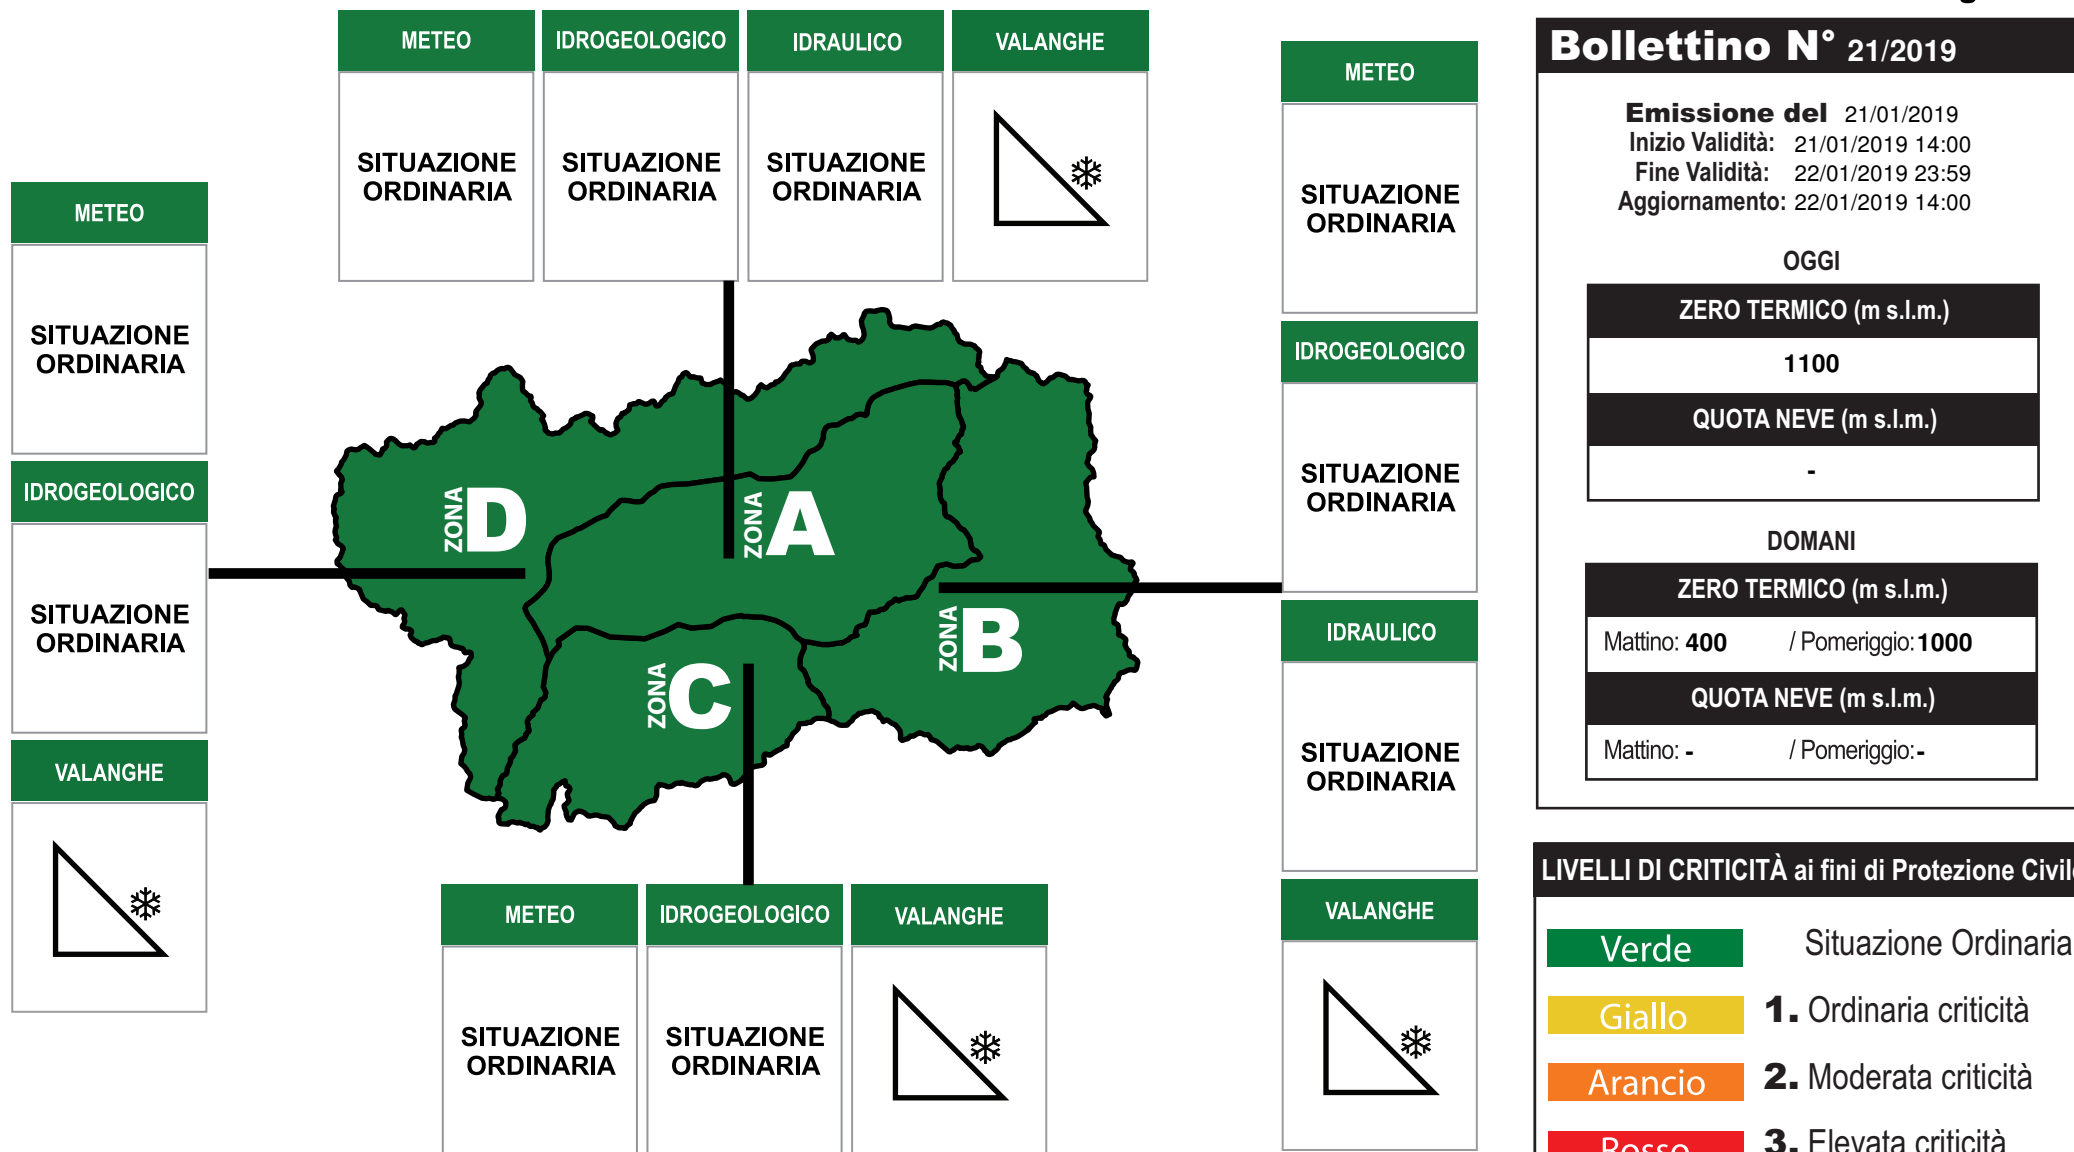 METEO
IDROGEOLOGICO
IDRAULICO
VALANGHE
SITUAZIONE
ORDINARIA
SITUAZIONE
ORDINARIA
SITUAZIONE
ORDINARIA
METEO
SITUAZIONE
ORDINARIA
IDROGEOLOGICO
SITUAZIONE
ORDINARIA
VALANGHE
ZONA D
ZONA A
ZONA B
ZONA C
METEO
SITUAZIONE
ORDINARIA
IDROGEOLOGICO
SITUAZIONE
ORDINARIA
IDRAULICO
SITUAZIONE
ORDINARIA
VALANGHE
METEO
IDROGEOLOGICO
VALANGHE
SITUAZIONE
ORDINARIA
SITUAZIONE
ORDINARIA
Bollettino N° 21/2019
Emissione del 21/01/2019
Inizio Validità: 21/01/2019 14:00
Fine Validità: 22/01/2019 23:59
Aggiornamento: 22/01/2019 14:00
OGGI
ZERO TERMICO (m s.l.m.)
1100
QUOTA NEVE (m s.l.m.)
-
DOMANI
ZERO TERMICO (m s.l.m.)
Mattino: 400 / Pomeriggio: 1000
QUOTA NEVE (m s.l.m.)
Mattino: - / Pomeriggio: -
LIVELLI DI CRITICITÀ ai fini di Protezione Civile
Verde Situazione Ordinaria
Giallo 1. Ordinaria criticità
Arancio 2. Moderata criticità
Rosso 3. Elevata criticità